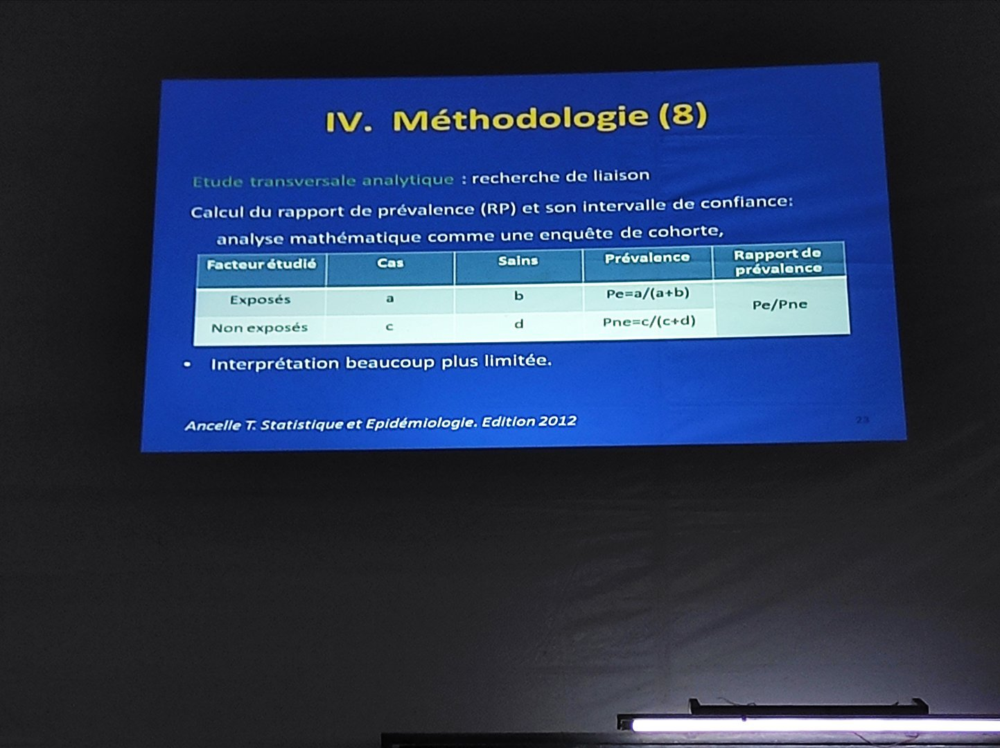 IV. Méthodologie (8)
Etude transversale analytique : recherche de liaison
Calcul du rapport de prévalence (RP) et son intervalle de confiance:
analyse mathématique comme une enquête de cohorte,
Facteur étudié Cas Sains Prévalence Rapport de prévalence
Exposés a b Pe=a/(a+b) Pe/Pne
Non exposés c d Pne=c/(c+d)
• Interprétation beaucoup plus limitée.
Ancelle T. Statistique et Epidémiologie. Edition 2012
23